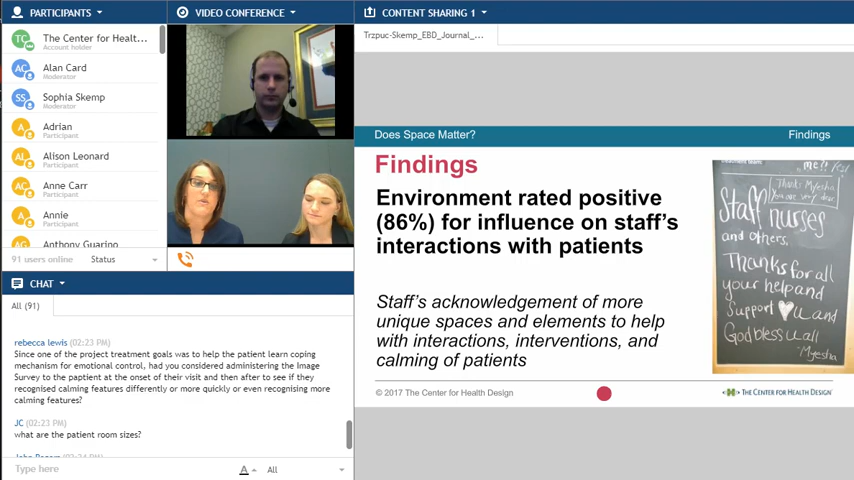 PARTICIPANTS
The Center for Healt...
Account holder
Alan Card
Moderator
Sophia Skemp
Moderator
Adrian
Participant
Alison Leonard
Participant
Anne Carr
Participant
Annie
Participant
Anthony Guarino
91 users online
Status
VIDEO CONFERENCE
CHAT
All (91)
rebecca lewis (02:23 PM)
Since one of the project treatment goals was to help the patient learn coping
mechanism for emotional control, had you considered administering the Image
Survey to the paptient at the onset of their visit and then after to see if they
recognised calming features differently or more quickly or even recognising more
calming features?
JC (02:23 PM)
what are the patient room sizes?
Type here
A
All
CONTENT SHARING 1
Trzpuc-Skemp_EBD_Journal_...
Does Space Matter?
Findings
Findings
Environment rated positive
(86%) for influence on staff's
interactions with patients
Staff's acknowledgement of more
unique spaces and elements to help
with interactions, interventions, and
calming of patients
Thanks Myesha
You are very dear
Staff nurses
and others.
Thanks for all
your help and
Support u and
God bless u all
Myesha
© 2017 The Center for Health Design
THE CENTER FOR HEALTH DESIGN